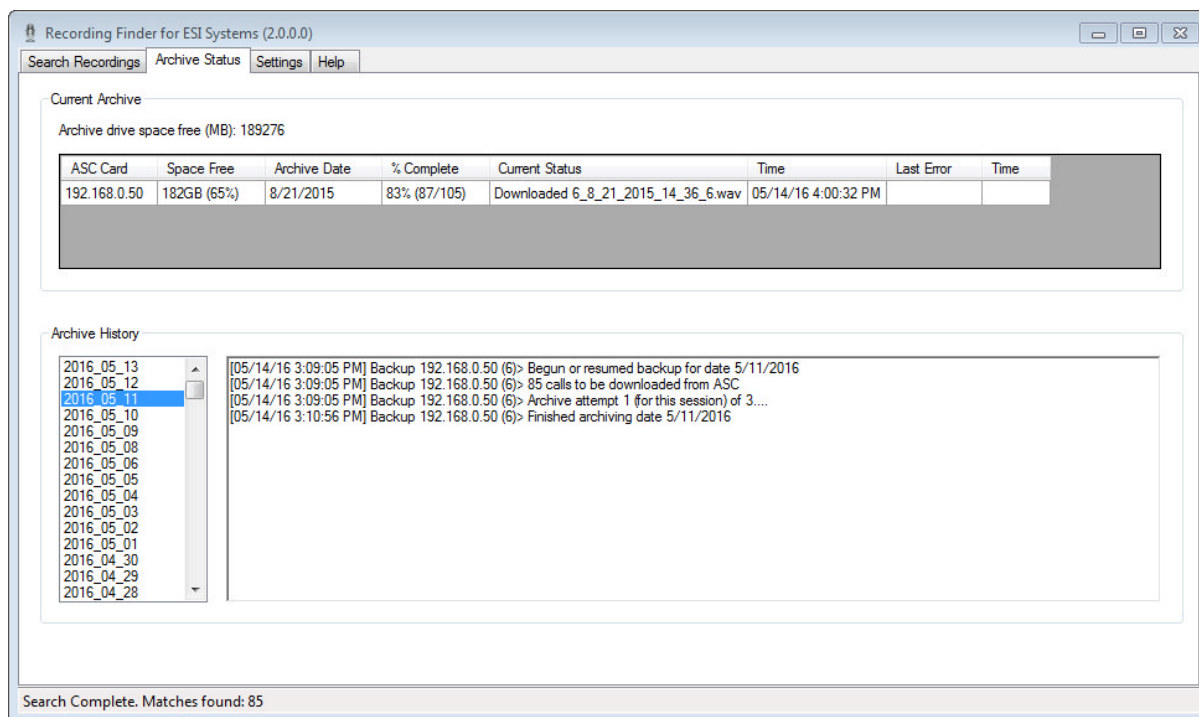 Recording Finder for ESI Systems (2.0.0.0)
Search Recordings Archive Status Settings Help
Current Archive
Archive drive space free (MB): 189276
ASC Card Space Free Archive Date % Complete Current Status Time Last Error Time
192.168.0.50 182GB (65%) 8/21/2015 83% (87/105) Downloaded 6_8_21_2015_14_36_6.wav 05/14/16 4:00:32 PM
Archive History
2016_05_13
2016_05_12
2016_05_11
2016_05_10
2016_05_09
2016_05_08
2016_05_06
2016_05_05
2016_05_04
2016_05_03
2016_05_02
2016_05_01
2016_04_30
2016_04_29
2016_04_28
[05/14/16 3:09:05 PM] Backup 192.168.0.50 (6)> Begun or resumed backup for date 5/11/2016
[05/14/16 3:09:05 PM] Backup 192.168.0.50 (6)> 85 calls to be downloaded from ASC
[05/14/16 3:09:05 PM] Backup 192.168.0.50 (6)> Archive attempt 1 (for this session) of 3....
[05/14/16 3:10:56 PM] Backup 192.168.0.50 (6)> Finished archiving date 5/11/2016
Search Complete. Matches found: 85